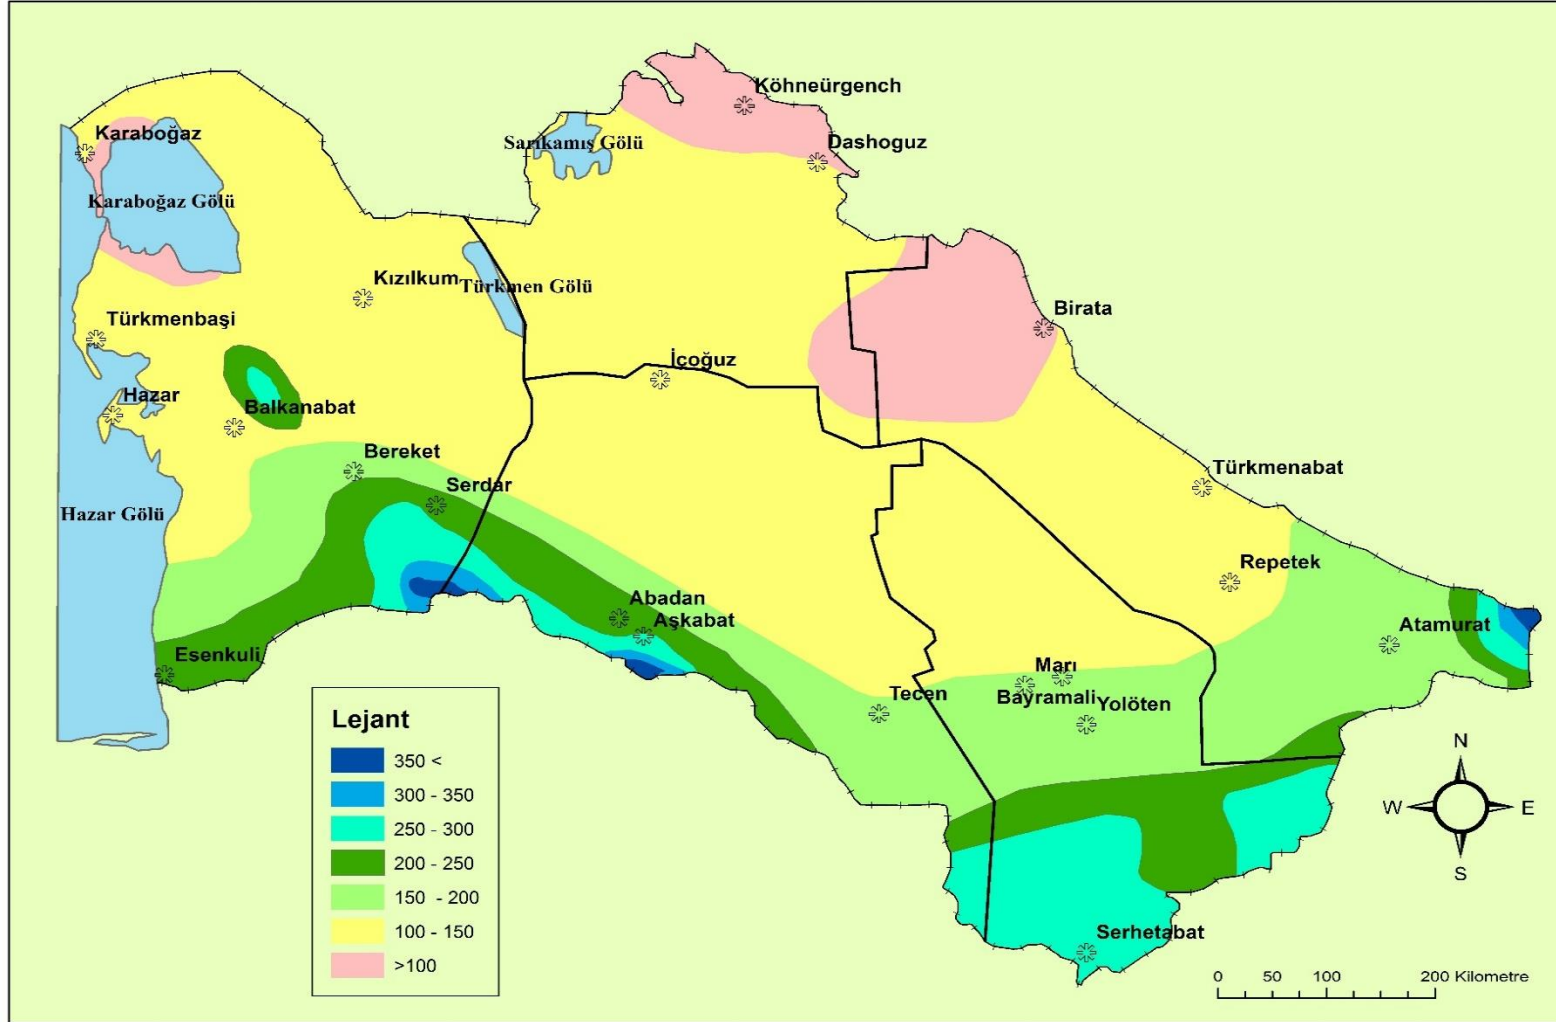 Köhneürgench
Karaboğaz
Sarıkamış Gölü
Dashoguz
Karaboğaz Gölü
Kızılkum
Türkmen Gölü
Birata
Türkmenbaşi
İçoğuz
Hazar
Balkanabat
Bereket
Türkmenabat
Serdar
Hazar Gölü
Repetek
Abadan
Aşkabat
Atamurat
Esenkuli
Marı
Tecen
Bayramali
Yolöten
Serhetabat
Lejant
350 <
300 - 350
250 - 300
200 - 250
150 - 200
100 - 150
>100
N
W
E
S
0 50 100 200 Kilometre